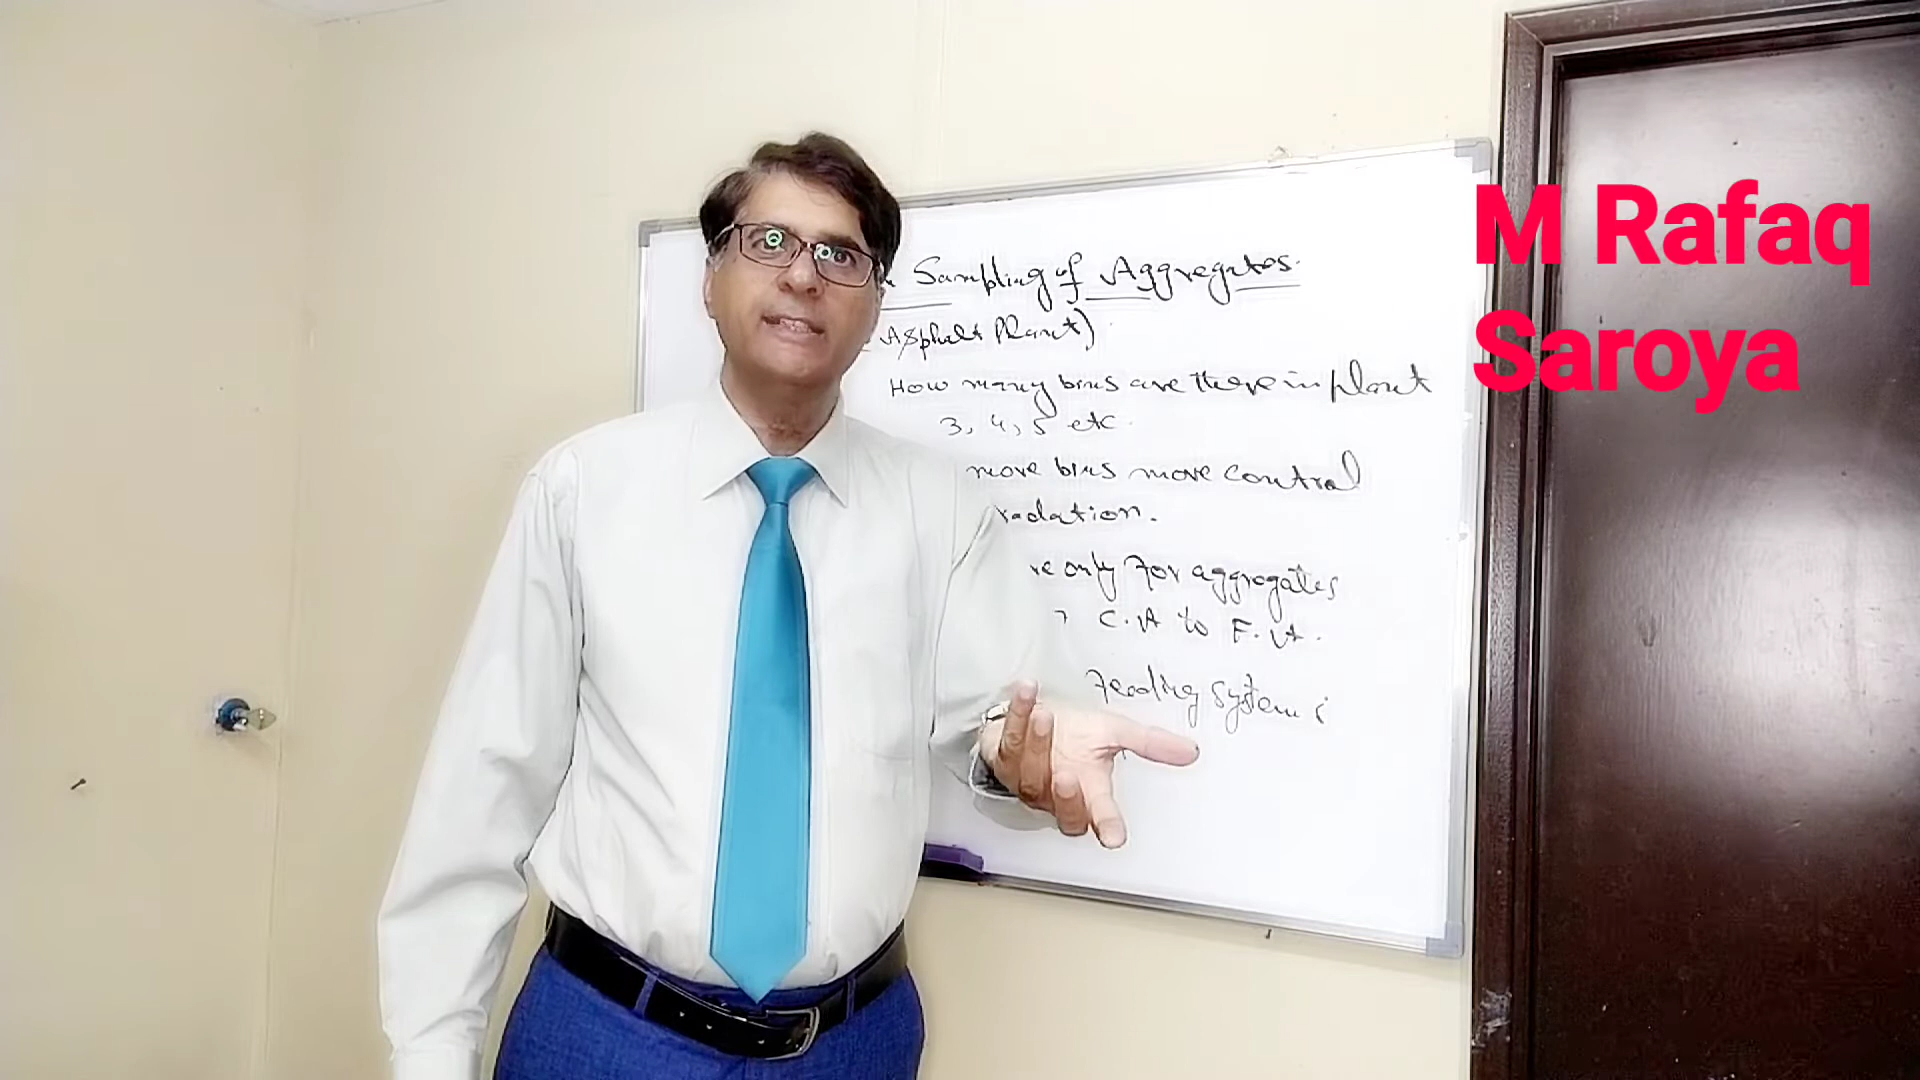 Sampling of Aggregates.
Asphalt Plant)
How many bins are there in plant
3, 4, 5 etc.
more bins more control
radation.
re only for aggregates
C.A to F.A.
Feeding system
M Rafaq
Saroya